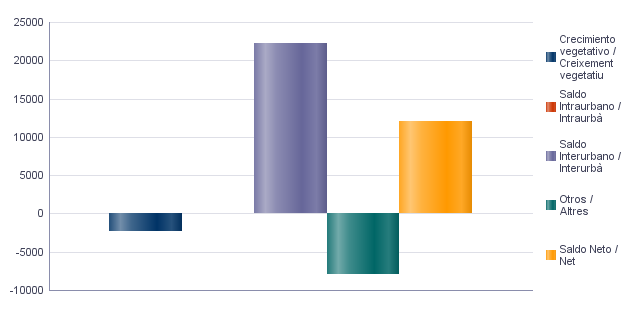 25000
20000
15000
10000
5000
0
-5000
-10000
Crecimiento
vegetativo /
Creixement
vegetatiu
Saldo
Intraurbano /
Intraurbà
Saldo
Interurbano /
Interurbà
Otros /
Altres
Saldo Neto /
Net